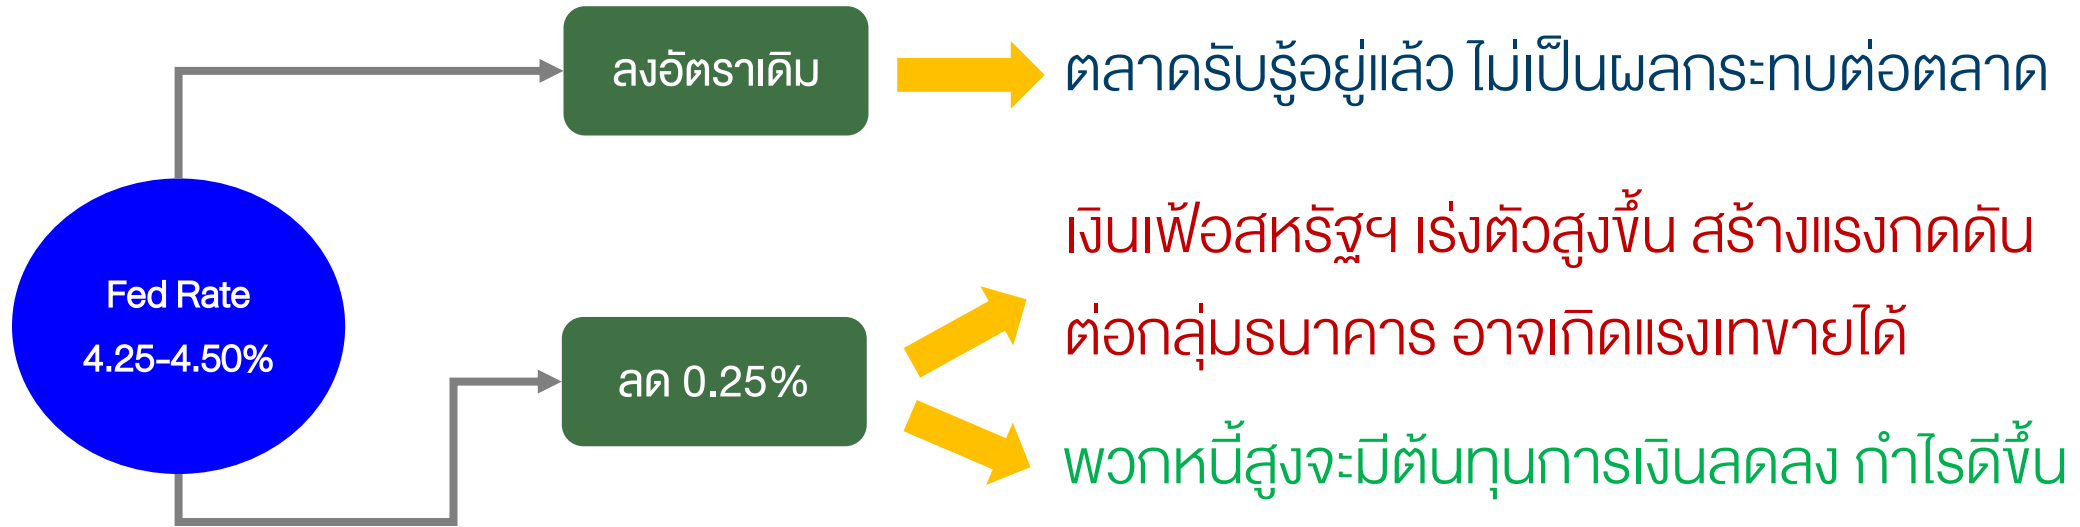 ลงอัตราเดิม
ตลาดรับรู้อยู่แล้ว ไม่เป็นผลกระทบต่อตลาด
Fed Rate
4.25-4.50%
ลด 0.25%
เงินเฟ้อสหรัฐฯ เร่งตัวสูงขึ้น สร้างแรงกดดัน
ต่อกลุ่มธนาคาร อาจเกิดแรงเทขายได้
พวกหนี้สูงจะมีต้นทุนการเงินลดลง กำไรดีขึ้น